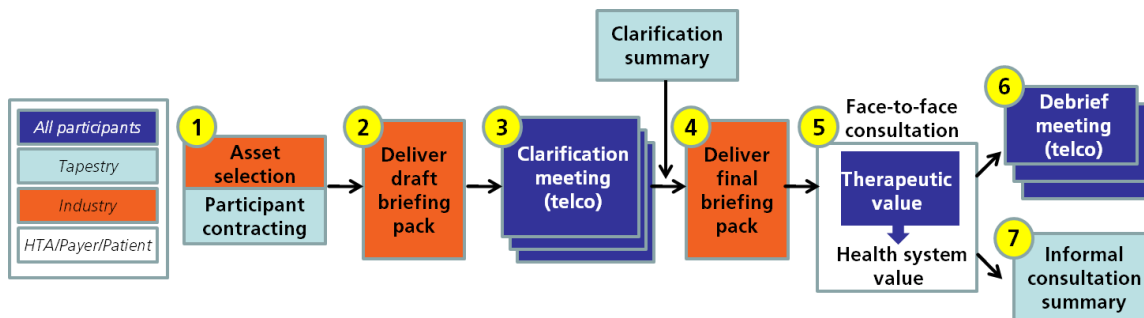 All participants
Tapestry
Industry
HTA/Payer/Patient
1
Asset
selection
Participant
contracting
2
Deliver
draft
briefing
pack
3
Clarification
meeting
(telco)
Clarification
summary
4
Deliver
final
briefing
pack
5
Face-to-face
consultation
Therapeutic
value
Health system
value
6
Debrief
meeting
(telco)
7
Informal
consultation
summary